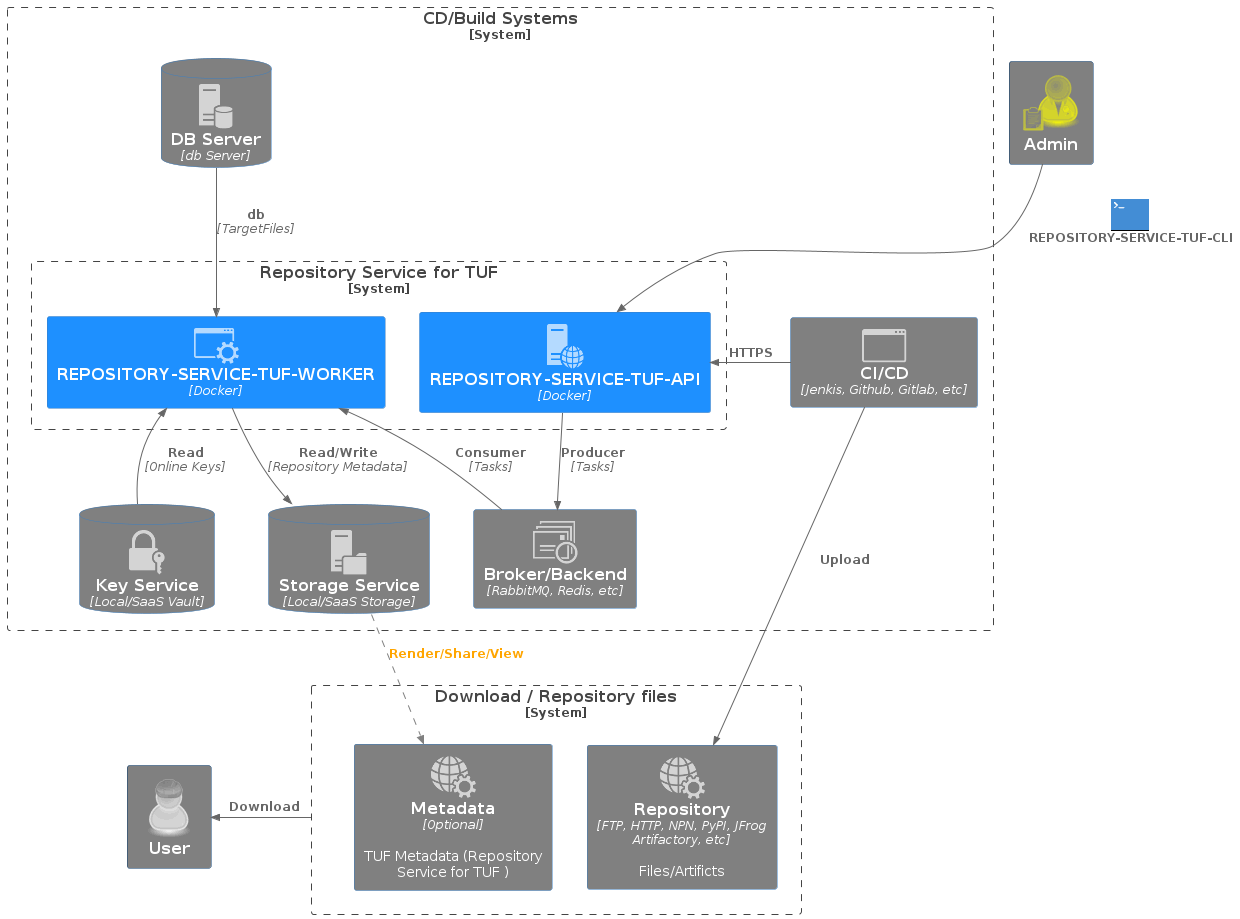 CD/Build Systems
[System]
DB Server
[db Server]
Admin
db
[TargetFiles]
>_
REPOSITORY-SERVICE-TUF-CLI
Repository Service for TUF
[System]
REPOSITORY-SERVICE-TUF-WORKER
[Docker]
REPOSITORY-SERVICE-TUF-API
[Docker]
HTTPS
CI/CD
[Jenkis, Github, Gitlab, etc]
Read
[Online Keys]
Read/Write
[Repository Metadata]
Consumer
[Tasks]
Producer
[Tasks]
Key Service
[Local/SaaS Vault]
Storage Service
[Local/SaaS Storage]
Broker/Backend
[RabbitMQ, Redis, etc]
Upload
Render/Share/View
Download / Repository files
[System]
Download
User
Metadata
[Optional]
TUF Metadata (Repository
Service for TUF )
Repository
[FTP, HTTP, NPN, PyPI, JFrog
Artifactory, etc]
Files/Artificts